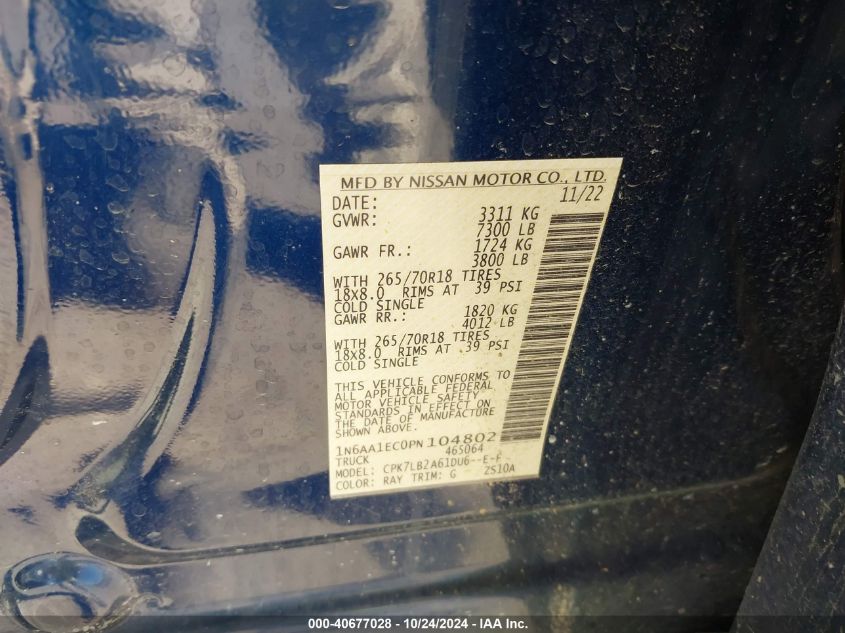 MFD BY NISSAN MOTOR CO., LTD.
DATE: 11/22
GVWR: 3311 KG
7300 LB
GAWR FR.: 1724 KG
3800 LB
WITH 265/70R18 TIRES
18x8.0 RIMS AT 39 PSI
COLD SINGLE
GAWR RR.: 1820 KG
4012 LB
WITH 265/70R18 TIRES
18x8.0 RIMS AT 39 PSI
COLD SINGLE
THIS VEHICLE CONFORMS TO
ALL APPLICABLE FEDERAL
MOTOR VEHICLE SAFETY
STANDARDS IN EFFECT ON
THE DATE OF MANUFACTURE
SHOWN ABOVE.
1N6AA1EC0PN104802
TRUCK 465064
MODEL: CPK7LB2A61DU6--E-F
COLOR: RAY TRIM: G ZS10A
000-40677028 - 10/24/2024 - IAA Inc.